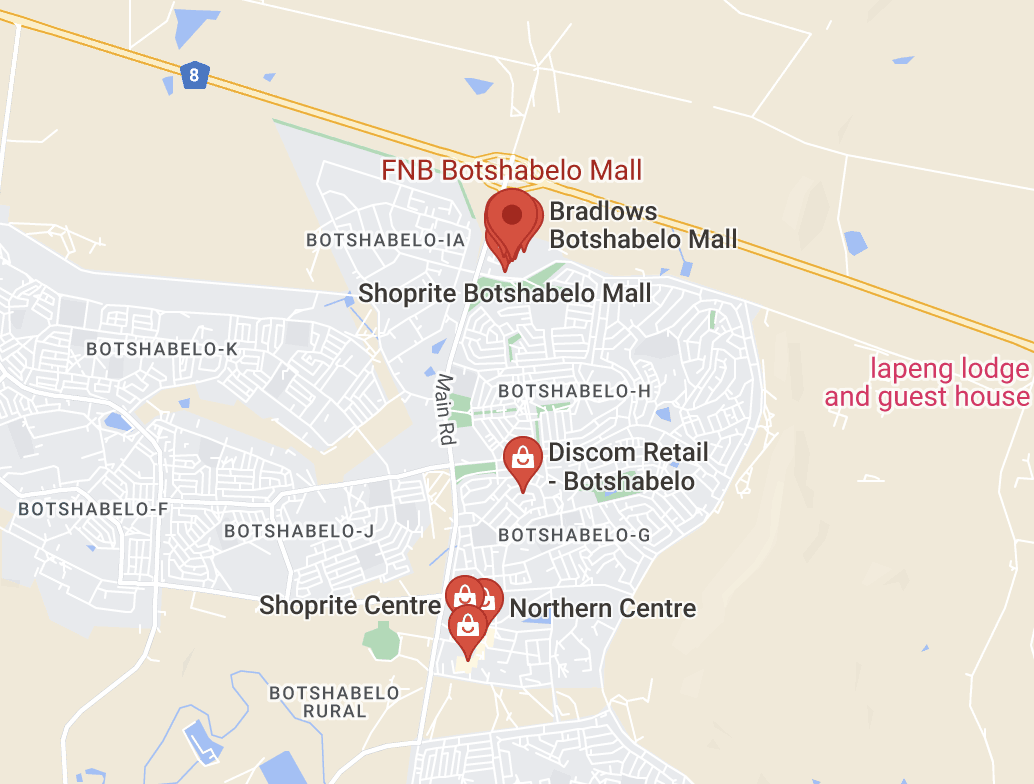 8
FNB Botshabelo Mall
Bradlows
Botshabelo Mall
BOTSHABELO-IA
Shoprite Botshabelo Mall
BOTSHABELO-K
lapeng lodge
and guest house
BOTSHABELO-H
Main Rd
Discom Retail
- Botshabelo
BOTSHABELO-F
BOTSHABELO-J
BOTSHABELO-G
Shoprite Centre
Northern Centre
BOTSHABELO
RURAL